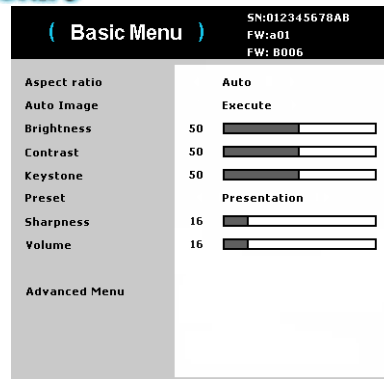 ( Basic Menu )
SN:012345678AB
FW:a01
FW: B006
Aspect ratio Auto
Auto Image Execute
Brightness 50
Contrast 50
Keystone 50
Preset Presentation
Sharpness 16
Volume 16
Advanced Menu